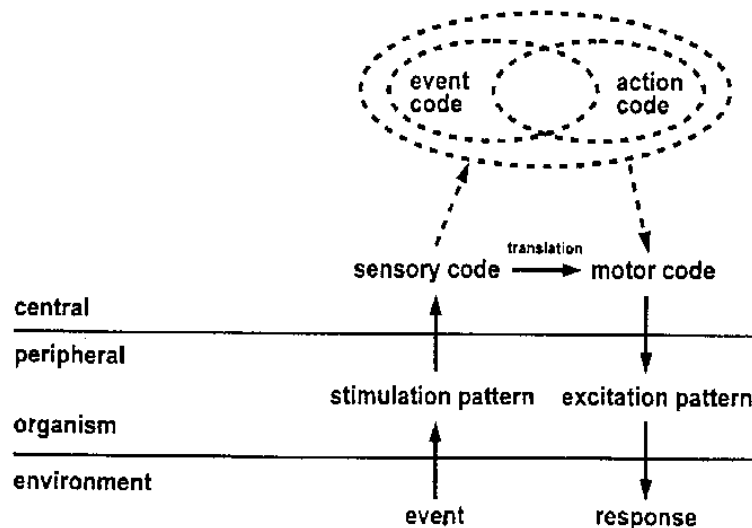 event
code
action
code
translation
sensory code
motor code
central
peripheral
stimulation pattern
excitation pattern
organism
environment
event
response